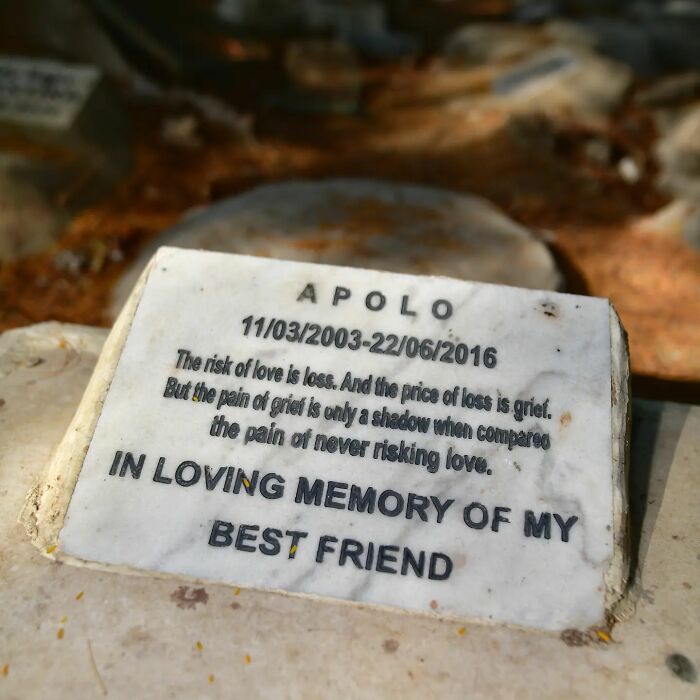 APOLO
11/03/2003-22/06/2016
The risk of love is loss. And the price of loss is grief.
But the pain of grief is only a shadow when compared
the pain of never risking love.
IN LOVING MEMORY OF MY
BEST FRIEND